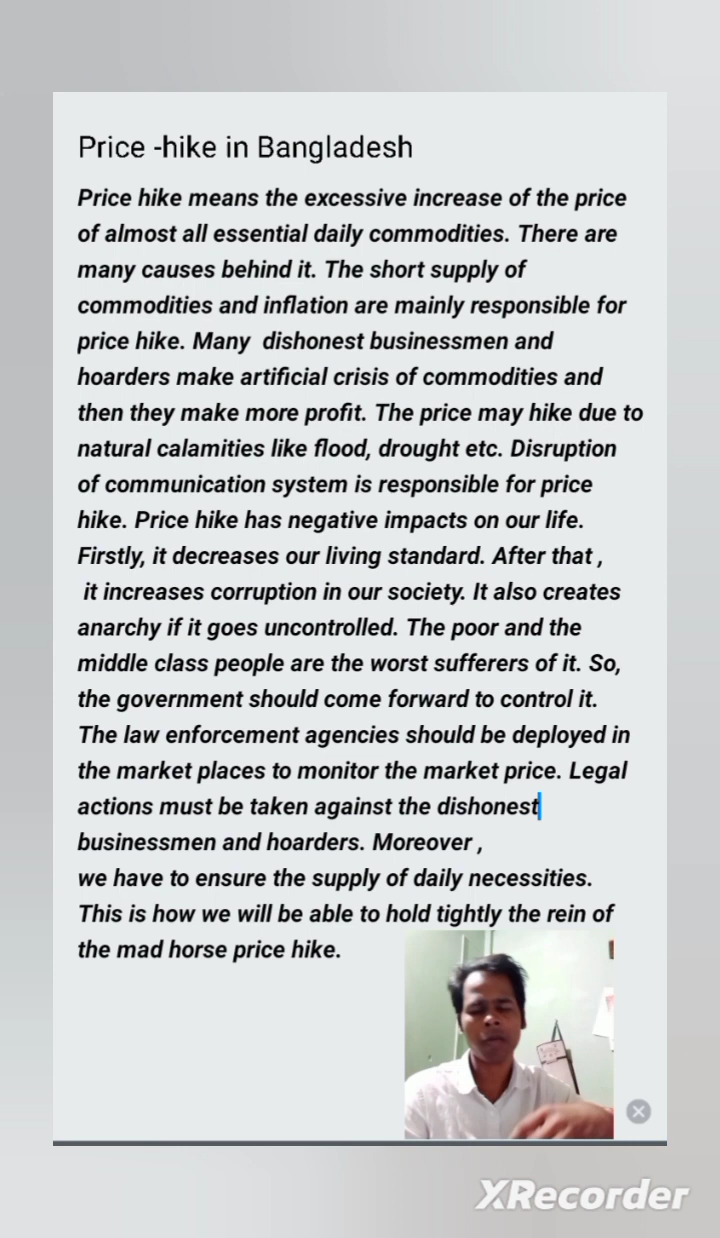 Price -hike in Bangladesh
Price hike means the excessive increase of the price
of almost all essential daily commodities. There are
many causes behind it. The short supply of
commodities and inflation are mainly responsible for
price hike. Many  dishonest businessmen and
hoarders make artificial crisis of commodities and
then they make more profit. The price may hike due to
natural calamities like flood, drought etc. Disruption
of communication system is responsible for price
hike. Price hike has negative impacts on our life.
Firstly, it decreases our living standard. After that ,
it increases corruption in our society. It also creates
anarchy if it goes uncontrolled. The poor and the
middle class people are the worst sufferers of it. So,
the government should come forward to control it.
The law enforcement agencies should be deployed in
the market places to monitor the market price. Legal
actions must be taken against the dishonest
businessmen and hoarders. Moreover ,
we have to ensure the supply of daily necessities.
This is how we will be able to hold tightly the rein of
the mad horse price hike.
XRecorder